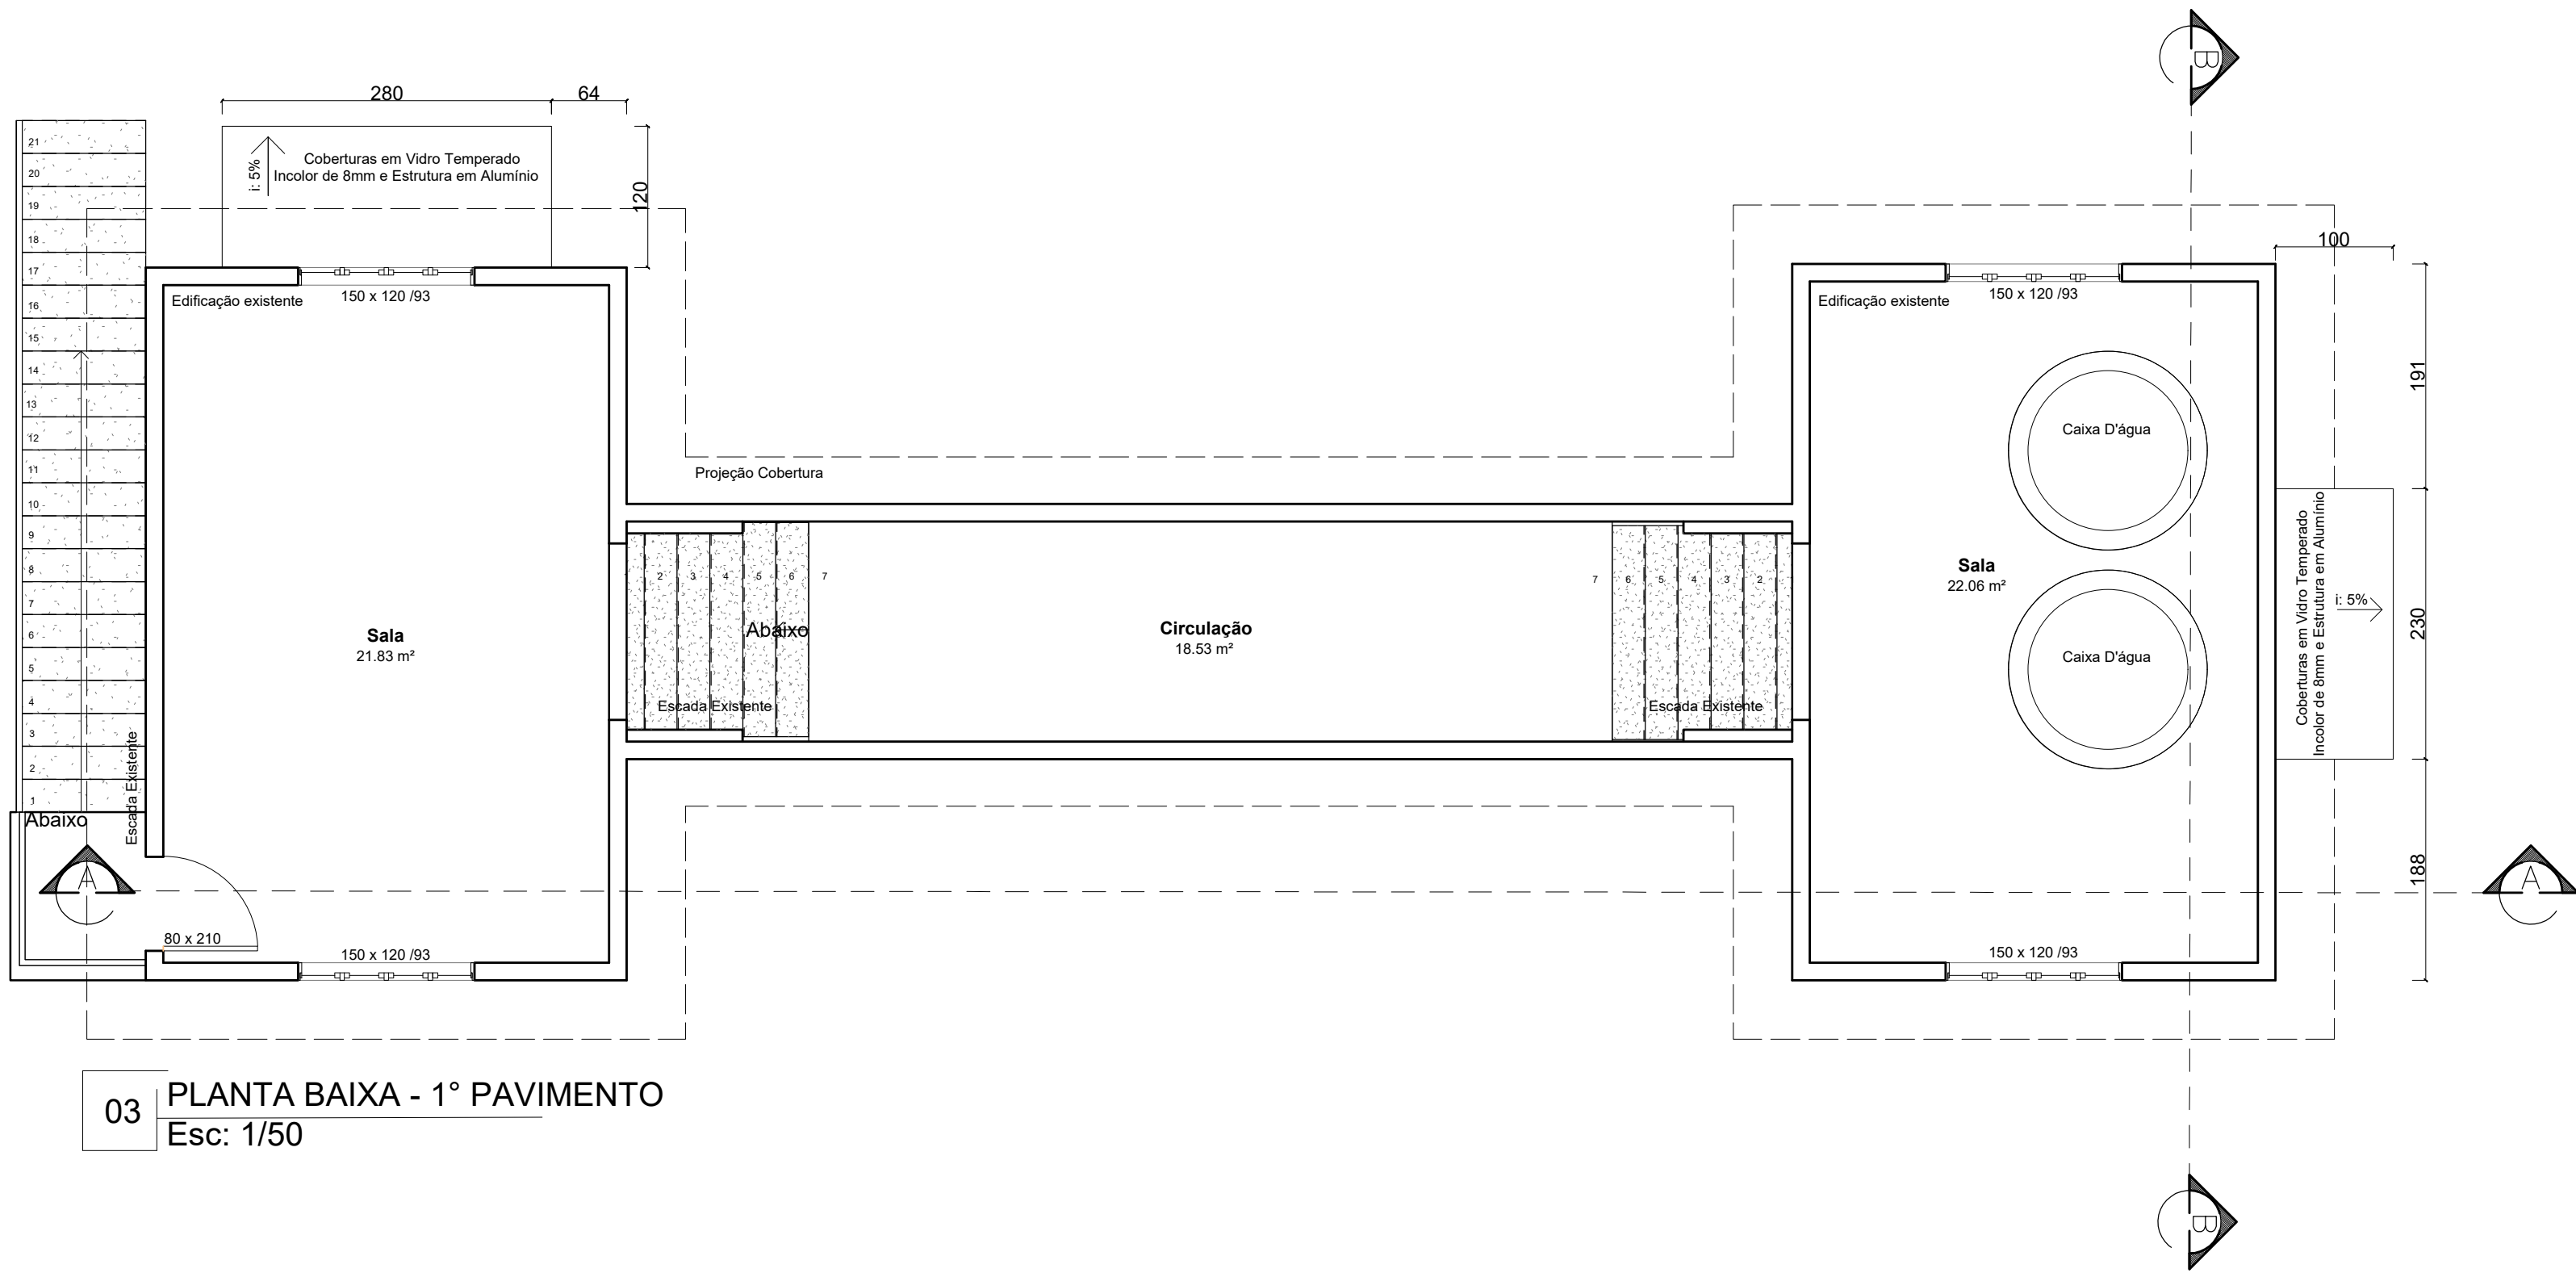 B
280
64
i: 5%
Coberturas em Vidro Temperado
Incolor de 8mm e Estrutura em Alumínio
120
100
21
20
19
18
17
16
15
14
13
12
11
10
9
8
7
6
5
4
3
2
1
Abaixo
Escada Existente
Edificação existente
150 x 120 /93
Sala
21.83 m²
80 x 210
150 x 120 /93
A
Projeção Cobertura
2 3 4 5 6 7
Abaixo
Escada Existente
Circulação
18.53 m²
7 6 5 4 3 2
Escada Existente
Edificação existente
150 x 120 /93
Caixa D'água
Sala
22.06 m²
Caixa D'água
150 x 120 /93
Coberturas em Vidro Temperado
Incolor de 8mm e Estrutura em Alumínio
i: 5%
191
230
188
A
03
PLANTA BAIXA - 1° PAVIMENTO
Esc: 1/50
B